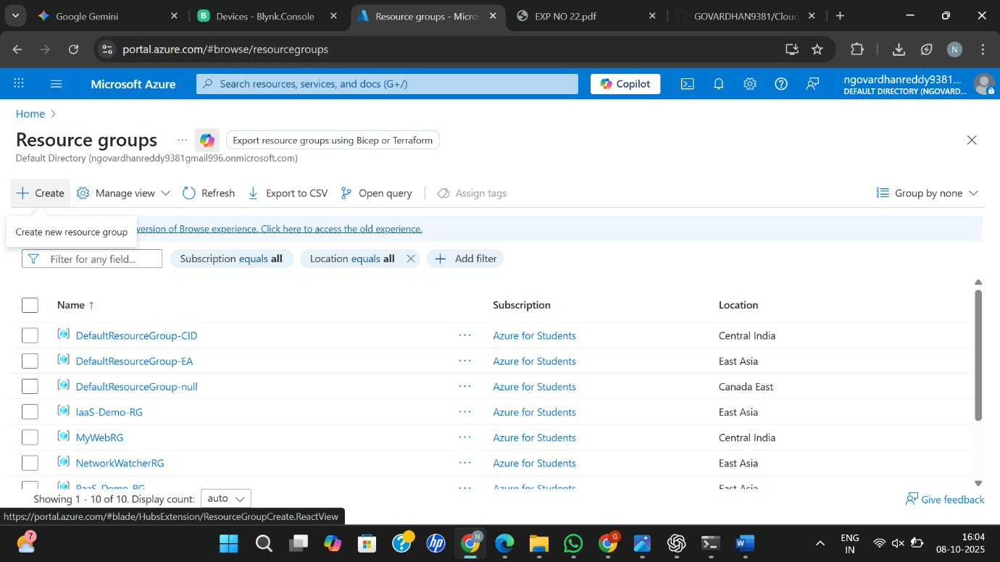 Google Gemini
Devices - Blynk.Console
Resource groups - Micro
EXP NO 22.pdf
GOVARDHAN9381/Cloud
portal.azure.com/#browse/resourcegroups
N
Microsoft Azure
Search resources, services, and docs (G+/)
Copilot
ngovardhanreddy9381...
DEFAULT DIRECTORY (NGOVARD...
Home >
Resource groups ...
Export resource groups using Bicep or Terraform
Default Directory (ngovardhanreddy9381gmail996.onmicrosoft.com)
+ Create
Manage view
Refresh
Export to CSV
Open query
Assign tags
Group by none
Create new resource group
version of Browse experience. Click here to access the old experience.
Filter for any field...
Subscription equals all
Location equals all
Add filter
Name ↑ Subscription Location
DefaultResourceGroup-CID ... Azure for Students Central India
DefaultResourceGroup-EA ... Azure for Students East Asia
DefaultResourceGroup-null ... Azure for Students Canada East
IaaS-Demo-RG ... Azure for Students East Asia
MyWebRG ... Azure for Students Central India
NetworkWatcherRG ... Azure for Students East Asia
PaaS-Demo-RG ... Azure for Students East Asia
Showing 1 - 10 of 10. Display count: auto
Give feedback
https://portal.azure.com/#blade/HubsExtension/ResourceGroupCreate.ReactView
7
hp
N
G
ENG
IN
16:04
08-10-2025